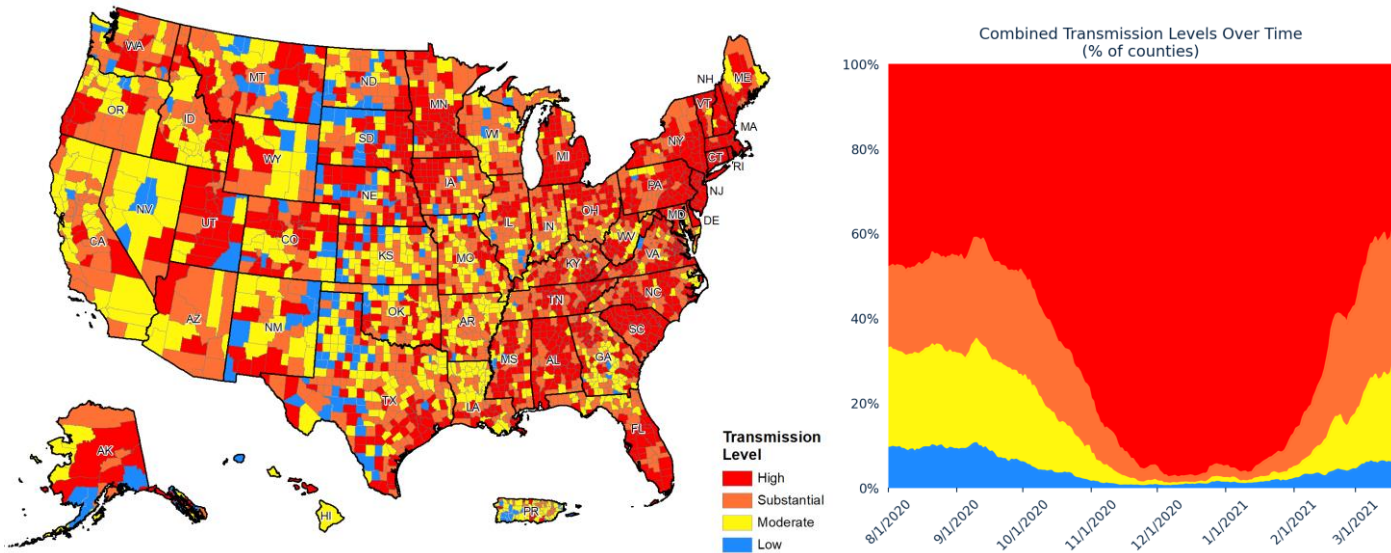 WA
MT
ND
MN
ME
NH
VT
OR
ID
SD
WI
MA
NY
WY
MI
CT
RI
IA
NE
PA
NJ
NV
UT
OH
IL
IN
MD
DE
CA
CO
WV
KS
MO
VA
KY
NC
TN
AZ
NM
OK
AR
SC
MS
AL
GA
TX
LA
FL
AK
HI
PR
Transmission
Level
High
Substantial
Moderate
Low
Combined Transmission Levels Over Time
(% of counties)
100%
80%
60%
40%
20%
0%
8/1/2020
9/1/2020
10/1/2020
11/1/2020
12/1/2020
1/1/2021
2/1/2021
3/1/2021